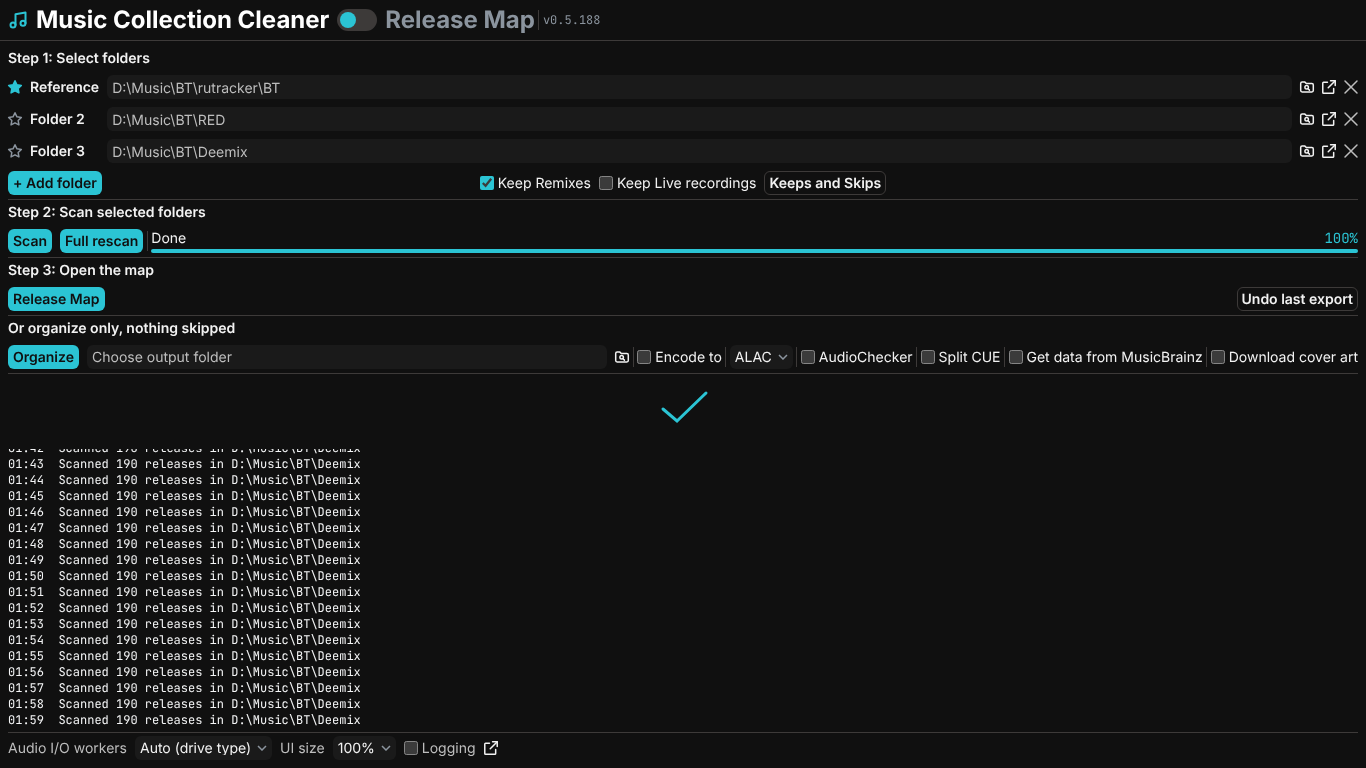 Music Collection Cleaner Release Map v0.5.188
Step 1: Select folders
Reference D:\Music\BT\rutracker\BT
Folder 2 D:\Music\BT\RED
Folder 3 D:\Music\BT\Deemix
+ Add folder Keep Remixes Keep Live recordings Keeps and Skips
Step 2: Scan selected folders
Scan Full rescan Done 100%
Step 3: Open the map
Release Map Undo last export
Or organize only, nothing skipped
Organize Choose output folder Encode to ALAC AudioChecker Split CUE Get data from MusicBrainz Download cover art
01:42 Scanned 190 releases in D:\Music\BT\Deemix
01:43 Scanned 190 releases in D:\Music\BT\Deemix
01:44 Scanned 190 releases in D:\Music\BT\Deemix
01:45 Scanned 190 releases in D:\Music\BT\Deemix
01:46 Scanned 190 releases in D:\Music\BT\Deemix
01:47 Scanned 190 releases in D:\Music\BT\Deemix
01:48 Scanned 190 releases in D:\Music\BT\Deemix
01:49 Scanned 190 releases in D:\Music\BT\Deemix
01:50 Scanned 190 releases in D:\Music\BT\Deemix
01:51 Scanned 190 releases in D:\Music\BT\Deemix
01:52 Scanned 190 releases in D:\Music\BT\Deemix
01:53 Scanned 190 releases in D:\Music\BT\Deemix
01:54 Scanned 190 releases in D:\Music\BT\Deemix
01:55 Scanned 190 releases in D:\Music\BT\Deemix
01:56 Scanned 190 releases in D:\Music\BT\Deemix
01:57 Scanned 190 releases in D:\Music\BT\Deemix
01:58 Scanned 190 releases in D:\Music\BT\Deemix
01:59 Scanned 190 releases in D:\Music\BT\Deemix
Audio I/O workers Auto (drive type) UI size 100% Logging